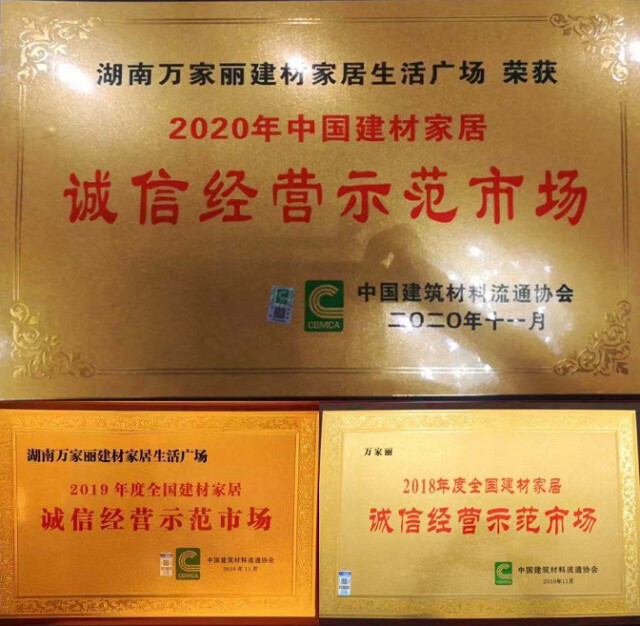 湖南万家丽建材家居生活广场 荣获
2020年中国建材家居
诚信经营示范市场
CBMCA
中国建筑材料流通协会
二〇二〇年十一月
湖南万家丽建材家居生活广场
2019年度全国建材家居
诚信经营示范市场
中国建筑材料流通协会
万家丽
2018年度全国建材家居
诚信经营示范市场
中国建筑材料流通协会
2018年11月